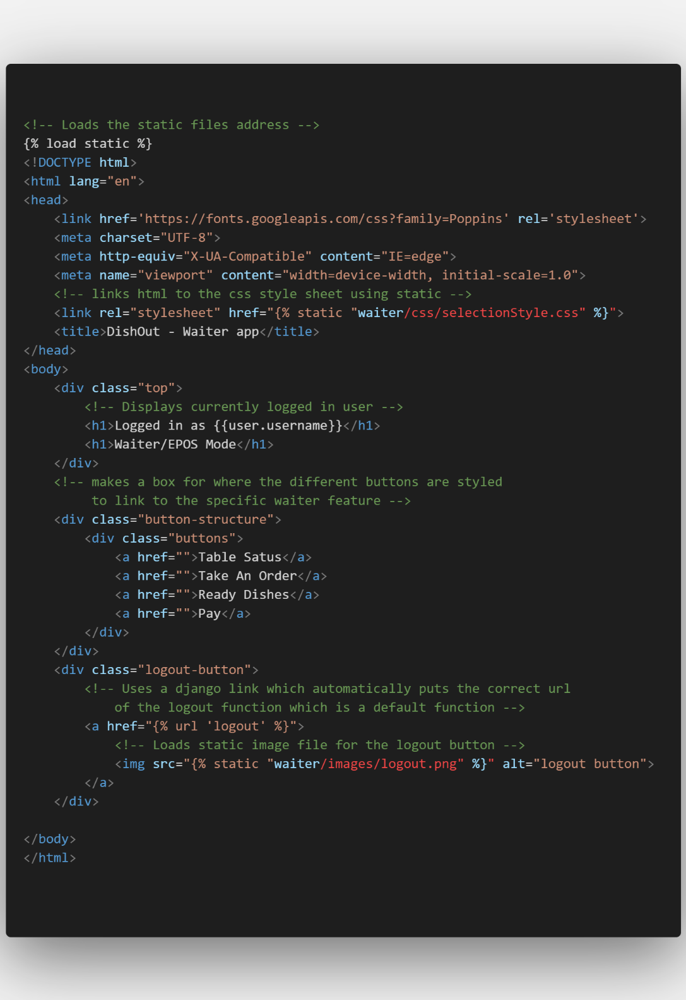 <!-- Loads the static files address -->
{% load static %}
<!DOCTYPE html>
<html lang="en">
<head>
    <link href='https://fonts.googleapis.com/css?family=Poppins' rel='stylesheet'>
    <meta charset="UTF-8">
    <meta http-equiv="X-UA-Compatible" content="IE=edge">
    <meta name="viewport" content="width=device-width, initial-scale=1.0">
    <!-- links html to the css style sheet using static -->
    <link rel="stylesheet" href="{% static "waiter/css/selectionStyle.css" %}">
    <title>DishOut - Waiter app</title>
</head>
<body>
    <div class="top">
        <!-- Displays currently logged in user -->
        <h1>Logged in as {{user.username}}</h1>
        <h1>Waiter/EPOS Mode</h1>
    </div>
    <!-- makes a box for where the different buttons are styled
         to link to the specific waiter feature -->
    <div class="button-structure">
        <div class="buttons">
            <a href="">Table Satus</a>
            <a href="">Take An Order</a>
            <a href="">Ready Dishes</a>
            <a href="">Pay</a>
        </div>
    </div>
    <div class="logout-button">
        <!-- Uses a django link which automatically puts the correct url
            of the logout function which is a default function -->
        <a href="{% url 'logout' %}">
            <!-- Loads static image file for the logout button -->
            <img src="{% static "waiter/images/logout.png" %}" alt="logout button">
        </a>
    </div>

</body>
</html>